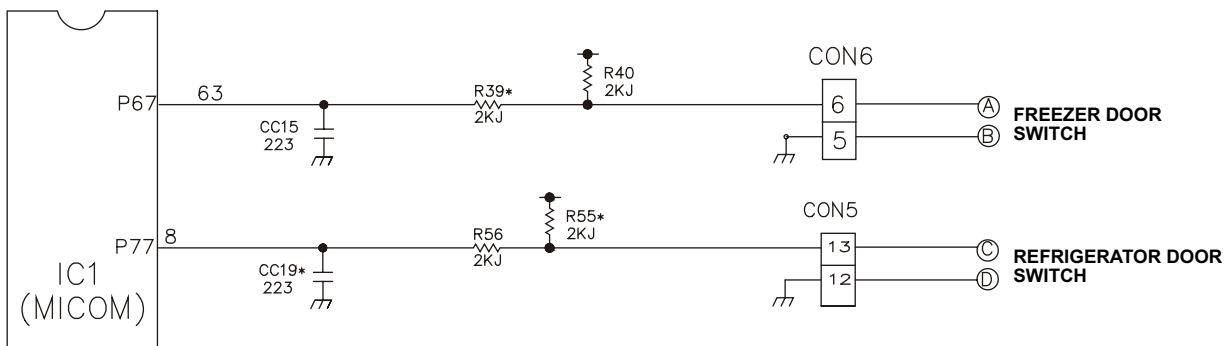 IC1
(MICOM)
P67
63
CC15
223
R39*
2KJ
R40
2KJ
CON6
6
5
A
B
FREEZER DOOR
SWITCH
P77
8
CC19*
223
R56
2KJ
R55*
2KJ
CON5
13
12
C
D
REFRIGERATOR DOOR
SWITCH